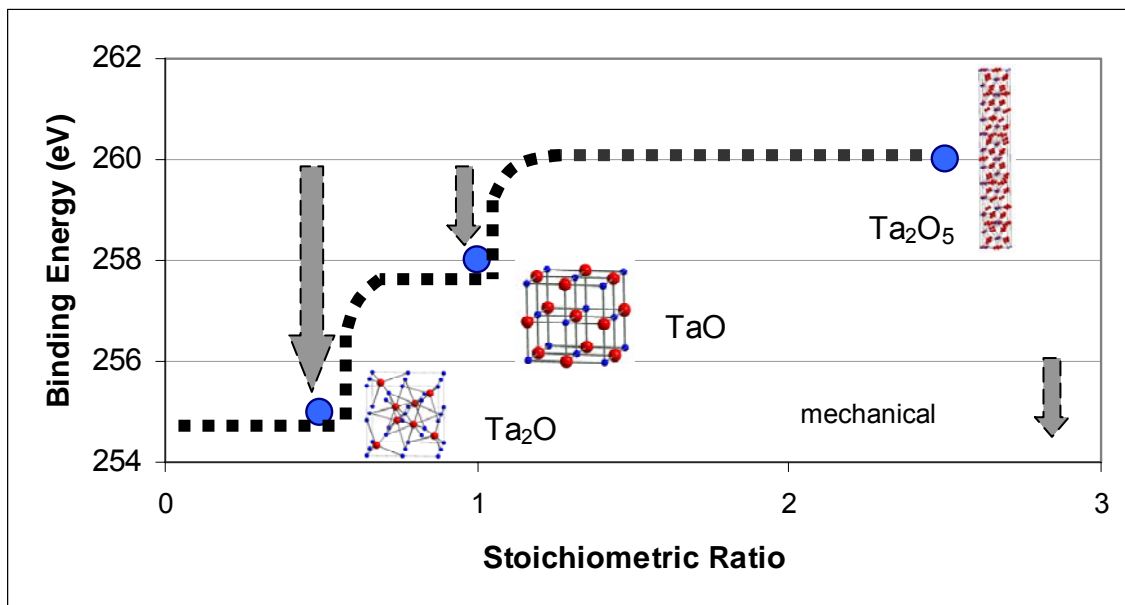 262
260
258
256
254
Binding Energy (eV)
Ta₂O₅
TaO
Ta₂O
mechanical
0 1 2 3
Stoichiometric Ratio